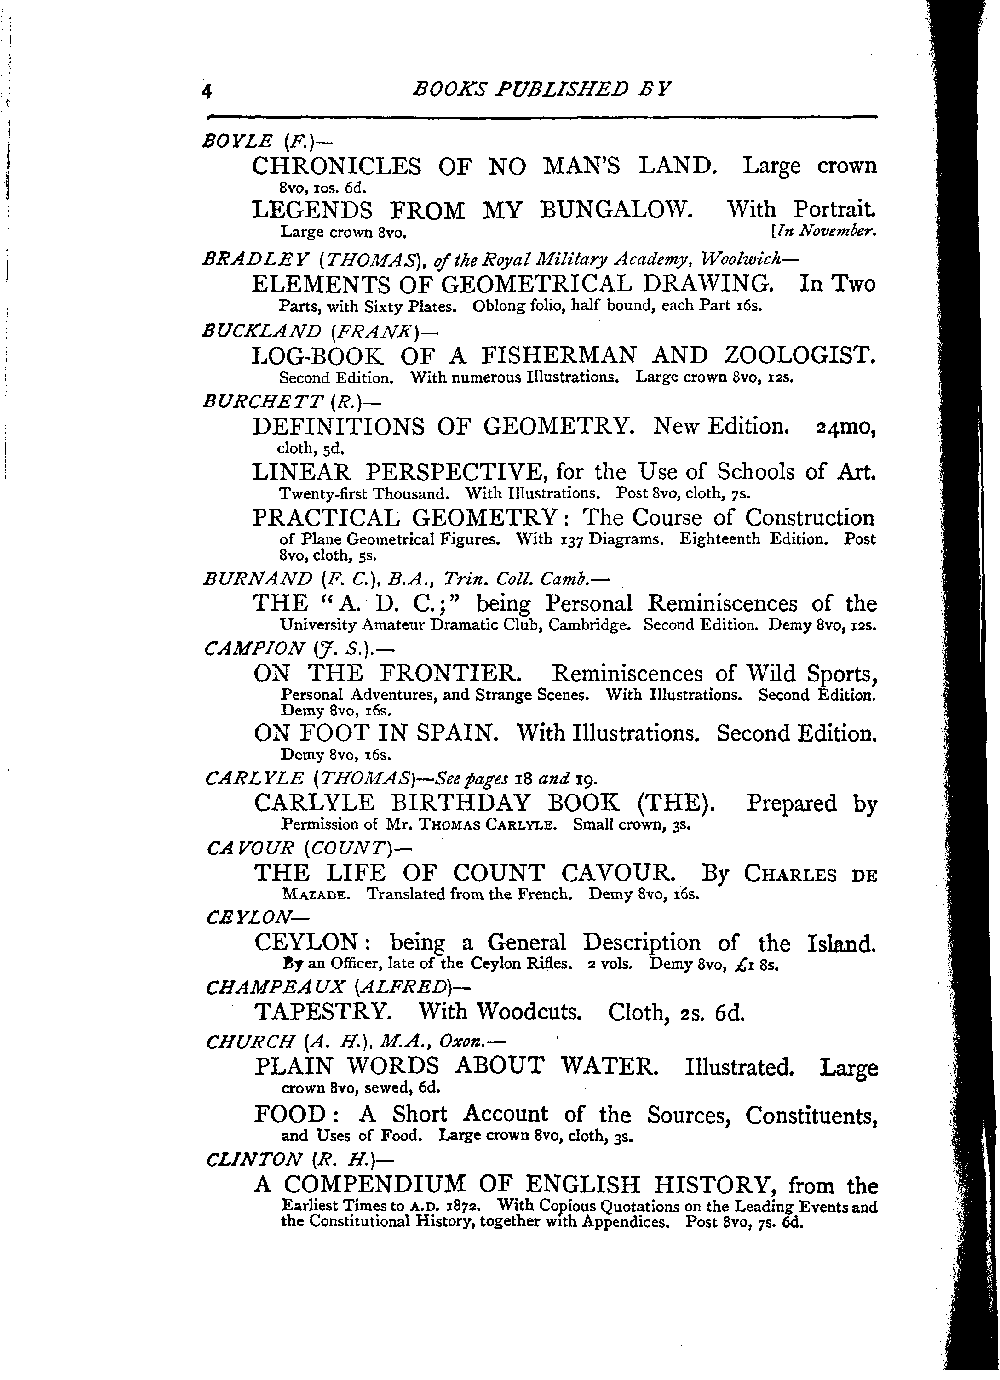 4 BOOKS PUBLISHED BY
BOYLE (F.)—
CHRONICLES OF NO MAN'S LAND. Large crown
8vo, 10s. 6d.
LEGENDS FROM MY BUNGALOW. With Portrait.
Large crown 8vo. [In November.
BRADLEY (THOMAS), of the Royal Military Academy, Woolwich—
ELEMENTS OF GEOMETRICAL DRAWING. In Two
Parts, with Sixty Plates. Oblong folio, half bound, each Part 16s.
BUCKLAND (FRANK)—
LOG-BOOK OF A FISHERMAN AND ZOOLOGIST.
Second Edition. With numerous Illustrations. Large crown 8vo, 12s.
BURCHETT (R.)—
DEFINITIONS OF GEOMETRY. New Edition. 24mo,
cloth, 5d.
LINEAR PERSPECTIVE, for the Use of Schools of Art.
Twenty-first Thousand. With Illustrations. Post 8vo, cloth, 7s.
PRACTICAL GEOMETRY: The Course of Construction
of Plane Geometrical Figures. With 137 Diagrams. Eighteenth Edition. Post
8vo, cloth, 5s.
BURNAND (F. C.), B.A., Trin. Coll. Camb.—
THE "A. D. C.;" being Personal Reminiscences of the
University Amateur Dramatic Club, Cambridge. Second Edition. Demy 8vo, 12s.
CAMPION (J. S.).—
ON THE FRONTIER. Reminiscences of Wild Sports,
Personal Adventures, and Strange Scenes. With Illustrations. Second Edition.
Demy 8vo, 16s.
ON FOOT IN SPAIN. With Illustrations. Second Edition.
Demy 8vo, 16s.
CARLYLE (THOMAS)—See pages 18 and 19.
CARLYLE BIRTHDAY BOOK (THE). Prepared by
Permission of Mr. THOMAS CARLYLE. Small crown, 3s.
CAVOUR (COUNT)—
THE LIFE OF COUNT CAVOUR. By CHARLES DE
MAZADE. Translated from the French. Demy 8vo, 16s.
CEYLON—
CEYLON: being a General Description of the Island.
By an Officer, late of the Ceylon Rifles. 2 vols. Demy 8vo, £1 8s.
CHAMPEAUX (ALFRED)—
TAPESTRY. With Woodcuts. Cloth, 2s. 6d.
CHURCH (A. H.), M.A., Oxon.—
PLAIN WORDS ABOUT WATER. Illustrated. Large
crown 8vo, sewed, 6d.
FOOD: A Short Account of the Sources, Constituents,
and Uses of Food. Large crown 8vo, cloth, 3s.
CLINTON (R. H.)—
A COMPENDIUM OF ENGLISH HISTORY, from the
Earliest Times to A.D. 1872. With Copious Quotations on the Leading Events and
the Constitutional History, together with Appendices. Post 8vo, 7s. 6d.